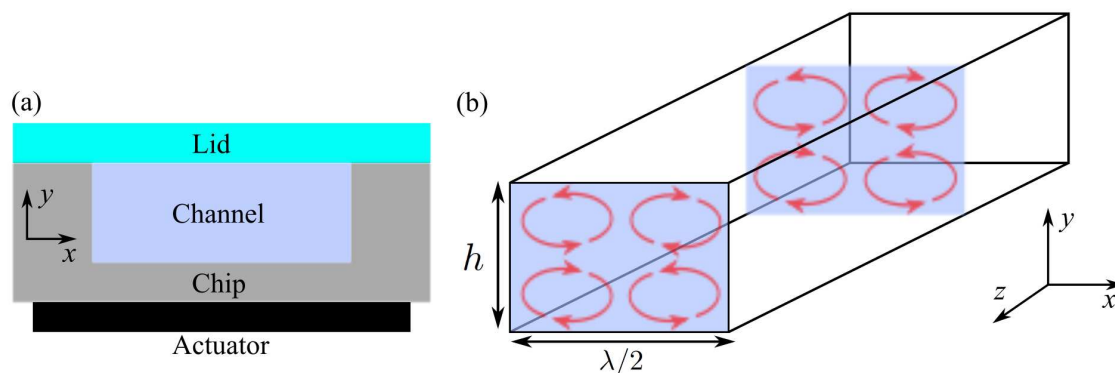 (a)
Lid
y
x
Channel
Chip
Actuator
(b)
h
λ/2
y
z
x